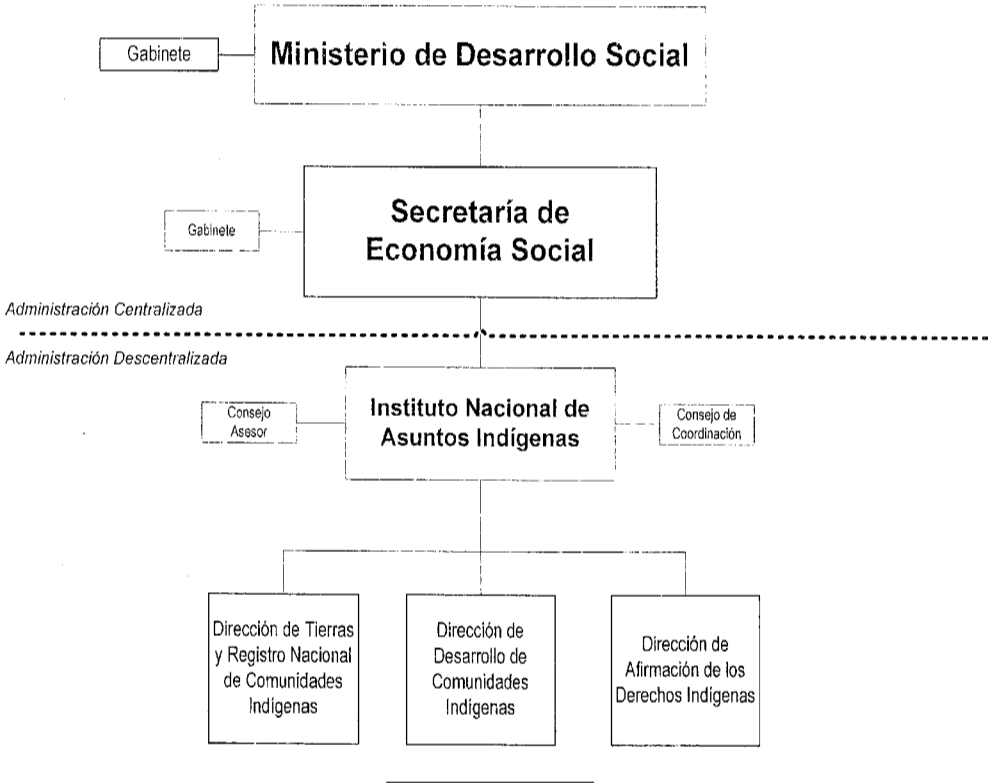 Gabinete
Ministerio de Desarrollo Social
Gabinete
Secretaría de
Economía Social
Administración Centralizada
Administración Descentralizada
Consejo
Asesor
Instituto Nacional de
Asuntos Indígenas
Consejo de
Coordinación
Dirección de Tierras
y Registro Nacional
de Comunidades
Indígenas
Dirección de
Desarrollo de
Comunidades
Indígenas
Dirección de
Afirmación de los
Derechos Indígenas